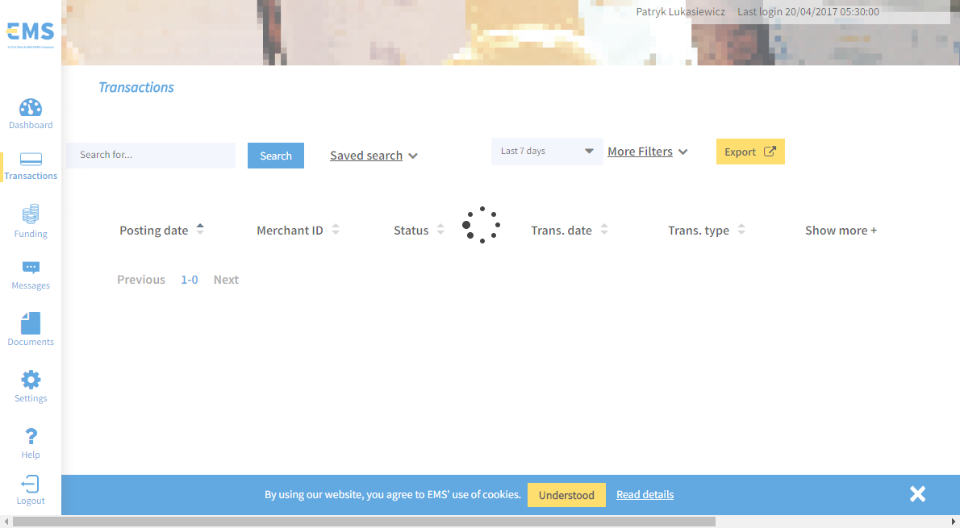 Patryk Lukasiewicz Last login 20/04/2017 05:30:00
EMS
Transactions
Dashboard
Search for... Search Saved search Last 7 days More Filters Export
Transactions
Funding
Posting date Merchant ID Status Trans. date Trans. type Show more +
Previous 1-0 Next
Messages
Documents
Settings
Help
Logout
By using our website, you agree to EMS' use of cookies. Understood Read details